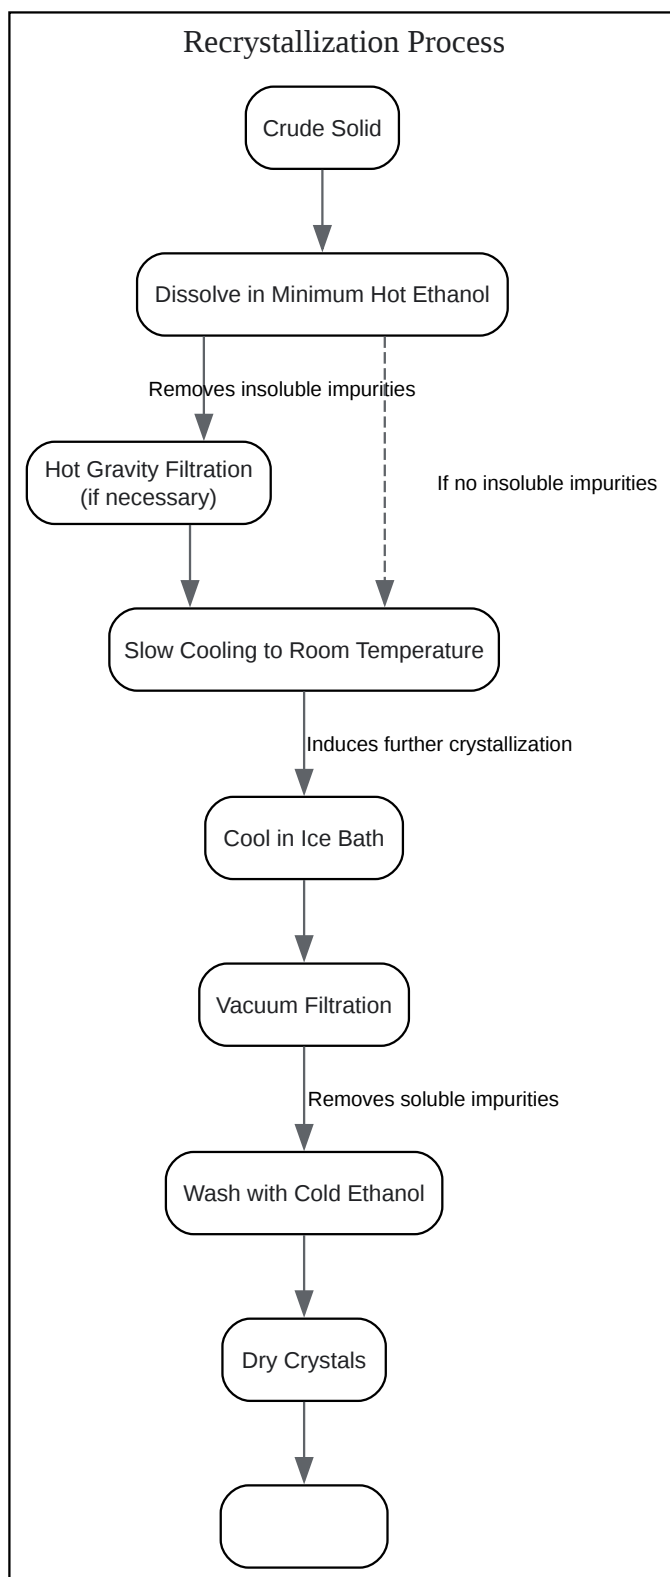 Recrystallization Process
Crude Solid
Dissolve in Minimum Hot Ethanol
Removes insoluble impurities
Hot Gravity Filtration
(if necessary)
If no insoluble impurities
Slow Cooling to Room Temperature
Induces further crystallization
Cool in Ice Bath
Vacuum Filtration
Removes soluble impurities
Wash with Cold Ethanol
Dry Crystals